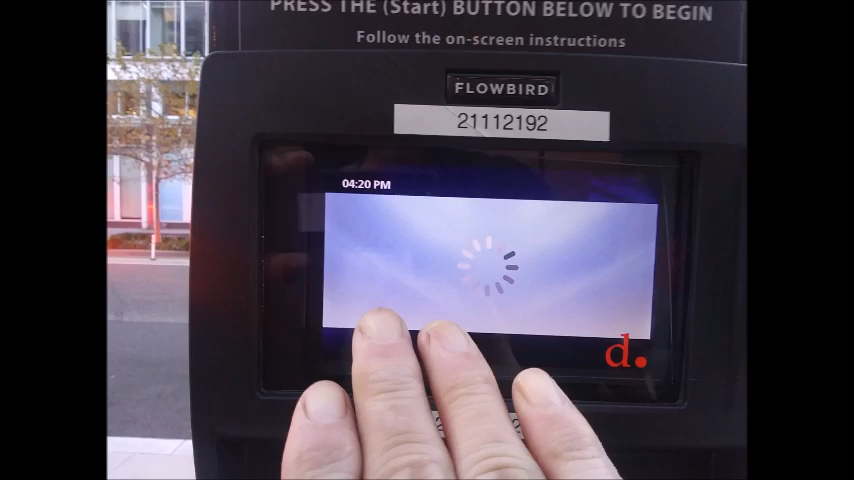 PRESS THE (Start) BUTTON BELOW TO BEGIN
Follow the on-screen instructions
FLOWBIRD
21112192
04:20 PM
d.